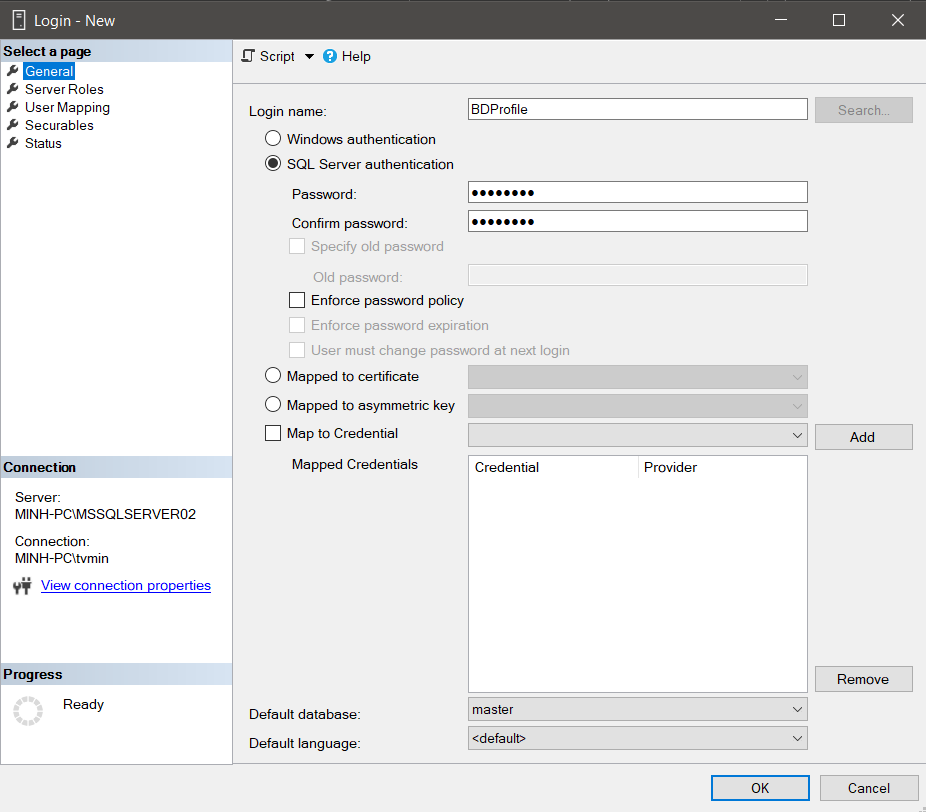 Login - New
Select a page
General
Server Roles
User Mapping
Securables
Status
Connection
Server:
MINH-PC\MSSQLSERVER02
Connection:
MINH-PC\tvmin
View connection properties
Progress
Ready
Script Help
Login name: BDProfile Search...
Windows authentication
SQL Server authentication
Password: ●●●●●●●●
Confirm password: ●●●●●●●●
Specify old password
Old password:
Enforce password policy
Enforce password expiration
User must change password at next login
Mapped to certificate
Mapped to asymmetric key
Map to Credential Add
Mapped Credentials Credential Provider
Remove
Default database: master
Default language: <default>
OK Cancel